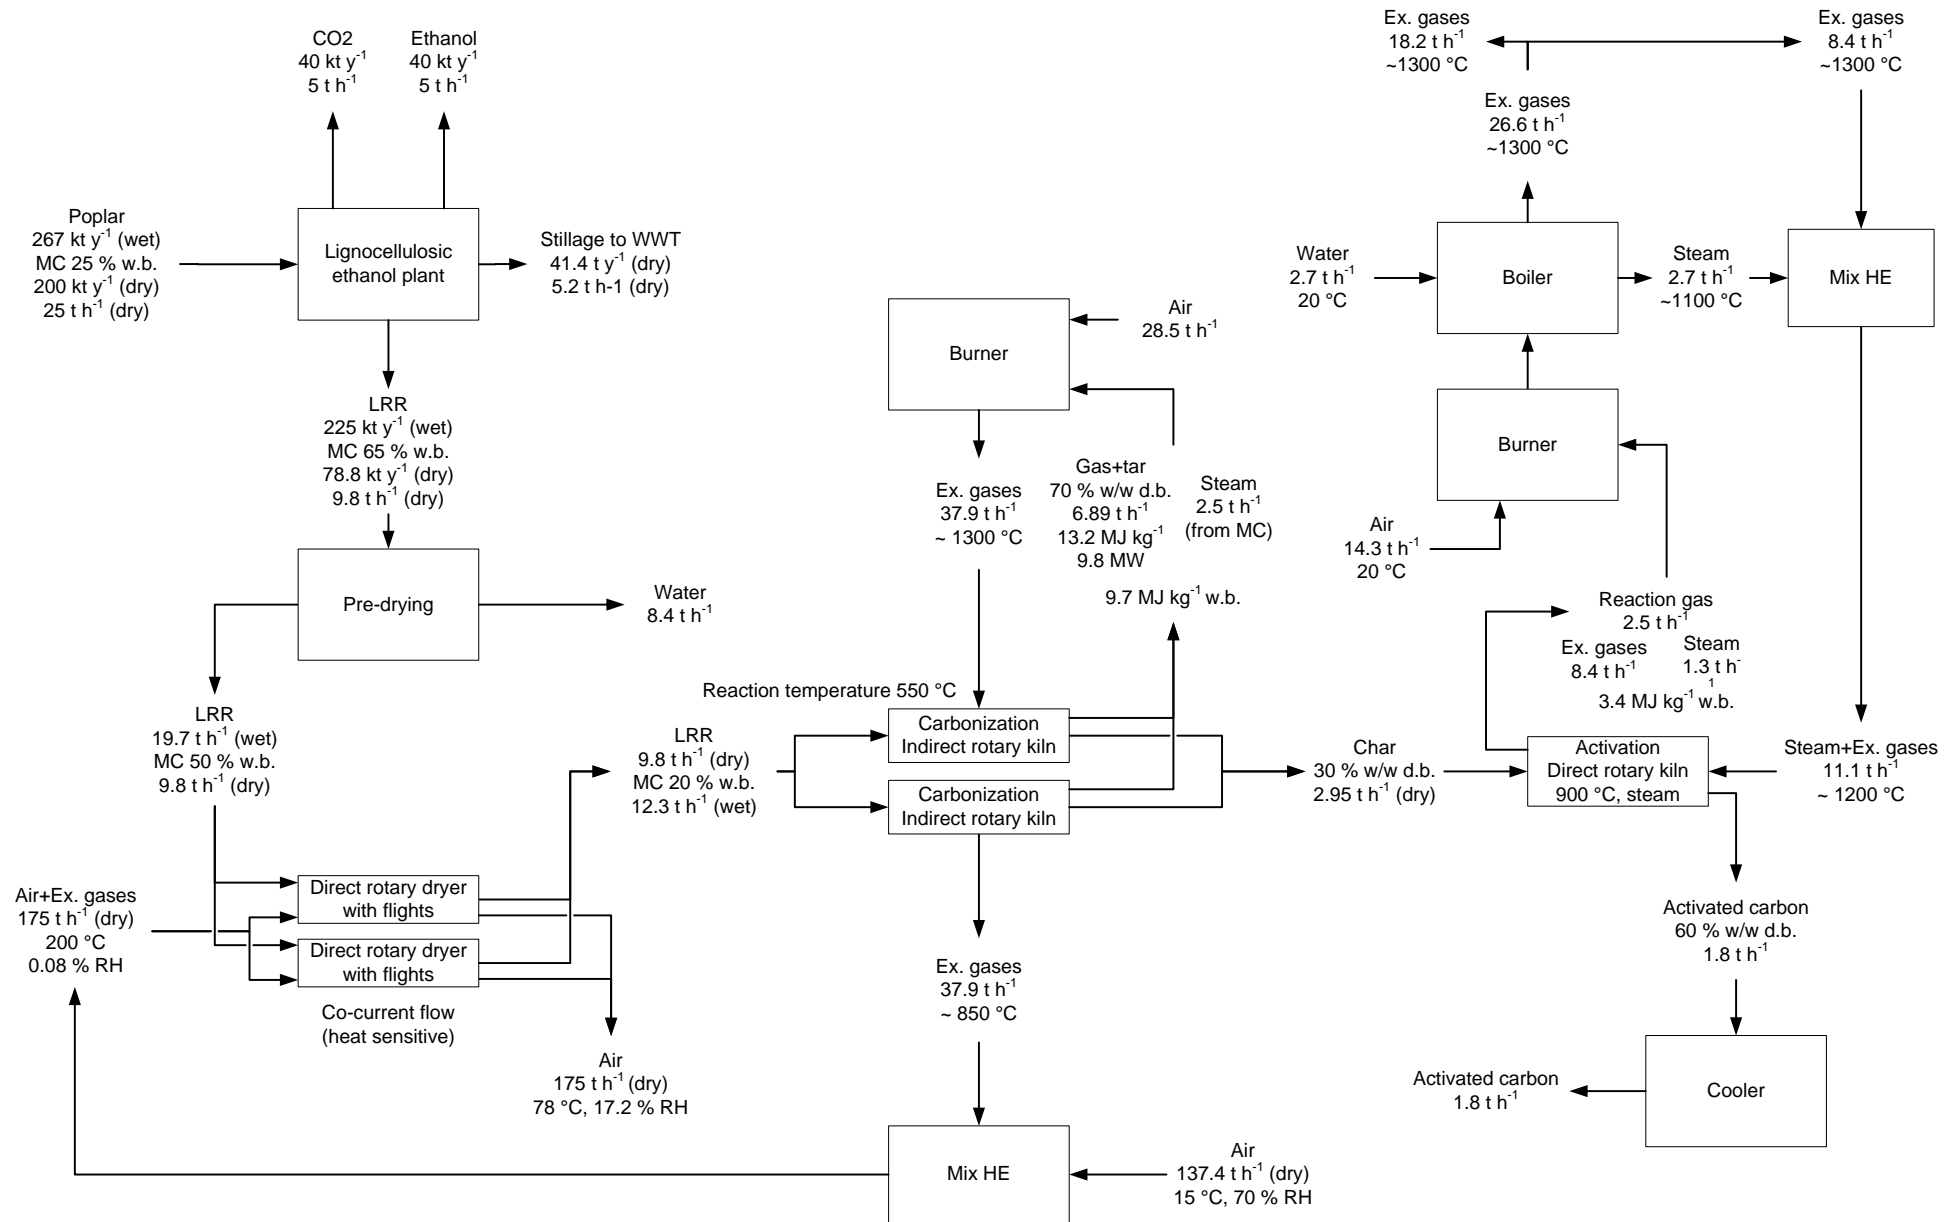 CO2
40 kt y-1
5 t h-1
Ethanol
40 kt y-1
5 t h-1
Poplar
267 kt y-1 (wet)
MC 25 % w.b.
200 kt y-1 (dry)
25 t h-1 (dry)
Lignocellulosic
ethanol plant
Stillage to WWT
41.4 t y-1 (dry)
5.2 t h-1 (dry)
LRR
225 kt y-1 (wet)
MC 65 % w.b.
78.8 kt y-1 (dry)
9.8 t h-1 (dry)
Pre-drying
Water
8.4 t h-1
LRR
19.7 t h-1 (wet)
MC 50 % w.b.
9.8 t h-1 (dry)
Air+Ex. gases
175 t h-1 (dry)
200 °C
0.08 % RH
Direct rotary dryer
with flights
Direct rotary dryer
with flights
Co-current flow
(heat sensitive)
Air
175 t h-1 (dry)
78 °C, 17.2 % RH
LRR
9.8 t h-1 (dry)
MC 20 % w.b.
12.3 t h-1 (wet)
Reaction temperature 550 °C
Burner
Air
28.5 t h-1
Ex. gases
37.9 t h-1
~ 1300 °C
Gas+tar
70 % w/w d.b.
6.89 t h-1
13.2 MJ kg-1
9.8 MW
Steam
2.5 t h-1
(from MC)
9.7 MJ kg-1 w.b.
Carbonization
Indirect rotary kiln
Carbonization
Indirect rotary kiln
Ex. gases
37.9 t h-1
~ 850 °C
Mix HE
Air
137.4 t h-1 (dry)
15 °C, 70 % RH
Char
30 % w/w d.b.
2.95 t h-1 (dry)
Ex. gases
18.2 t h-1
~1300 °C
Ex. gases
8.4 t h-1
~1300 °C
Ex. gases
26.6 t h-1
~1300 °C
Water
2.7 t h-1
20 °C
Boiler
Steam
2.7 t h-1
~1100 °C
Mix HE
Burner
Air
14.3 t h-1
20 °C
Reaction gas
2.5 t h-1
Ex. gases
8.4 t h-1
Steam
1.3 t h-
1
3.4 MJ kg-1 w.b.
Activation
Direct rotary kiln
900 °C, steam
Steam+Ex. gases
11.1 t h-1
~ 1200 °C
Activated carbon
60 % w/w d.b.
1.8 t h-1
Cooler
Activated carbon
1.8 t h-1